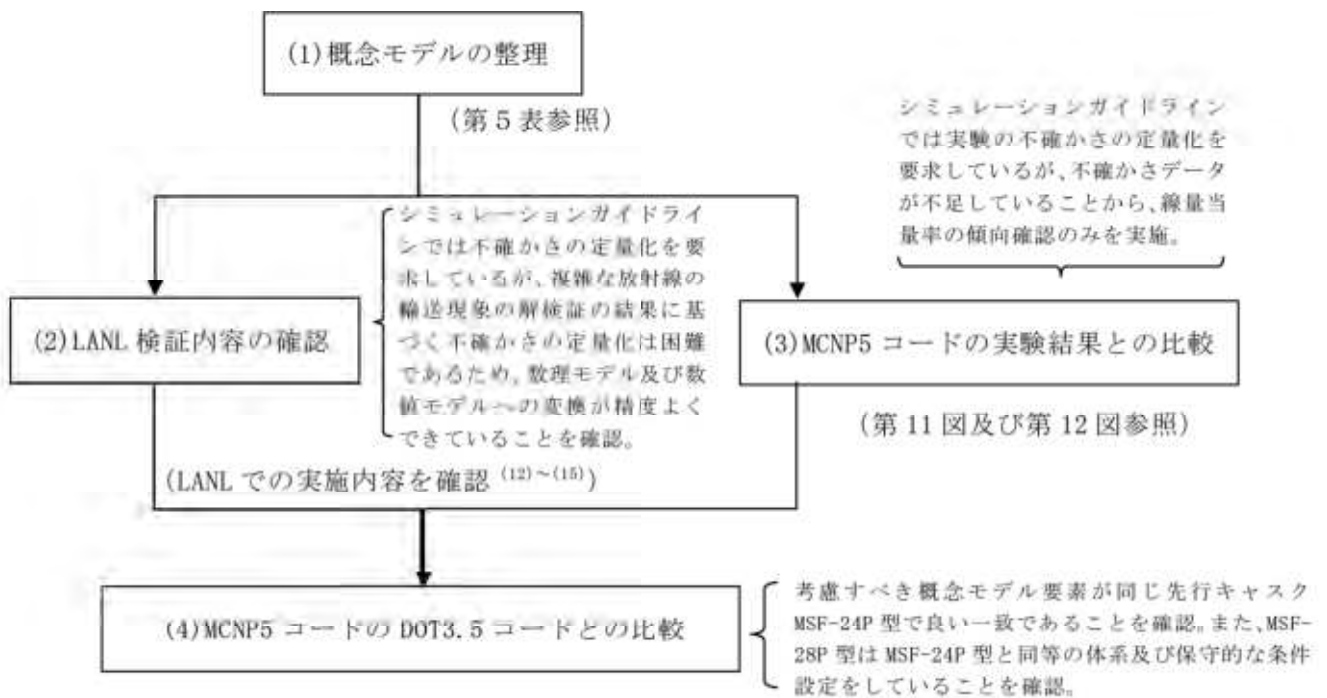 (1)概念モデルの整理
(第5表参照)
シミュレーションガイドライン
では実験の不確かさの定量化を
要求しているが、不確かさデータ
が不足していることから、線量当
量率の傾向確認のみを実施。
シミュレーションガイドライ
ンでは不確かさの定量化を要
求しているが、複雑な放射線の
輸送現象の解検証の結果に基
づく不確かさの定量化は困難
であるため、数理モデル及び数
値モデルへの変換が精度よく
できていることを確認。
(2)LANL 検証内容の確認
(3)MCNP5 コードの実験結果との比較
(第11図及び第12図参照)
(LANLでの実施内容を確認 (12)~(15))
(4)MCNP5 コードの DOT3.5 コードとの比較
考慮すべき概念モデル要素が同じ先行キャスク
MSF-24P 型で良い一致であることを確認。また、MSF-
28P 型は MSF-24P 型と同等の体系及び保守的な条件
設定をしていることを確認。